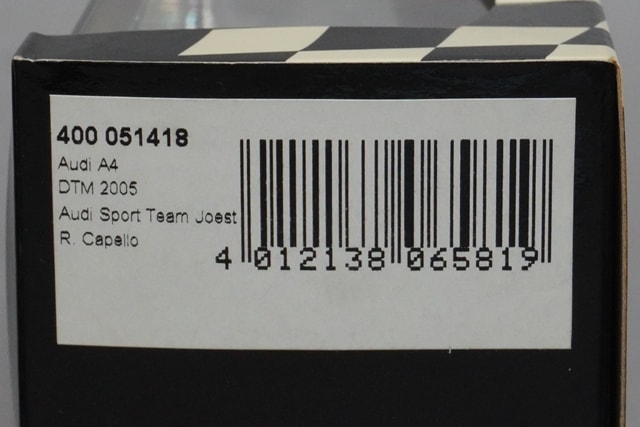 400 051418
Audi A4
DTM 2005
Audi Sport Team Joest
R. Capello
4 012138 065819